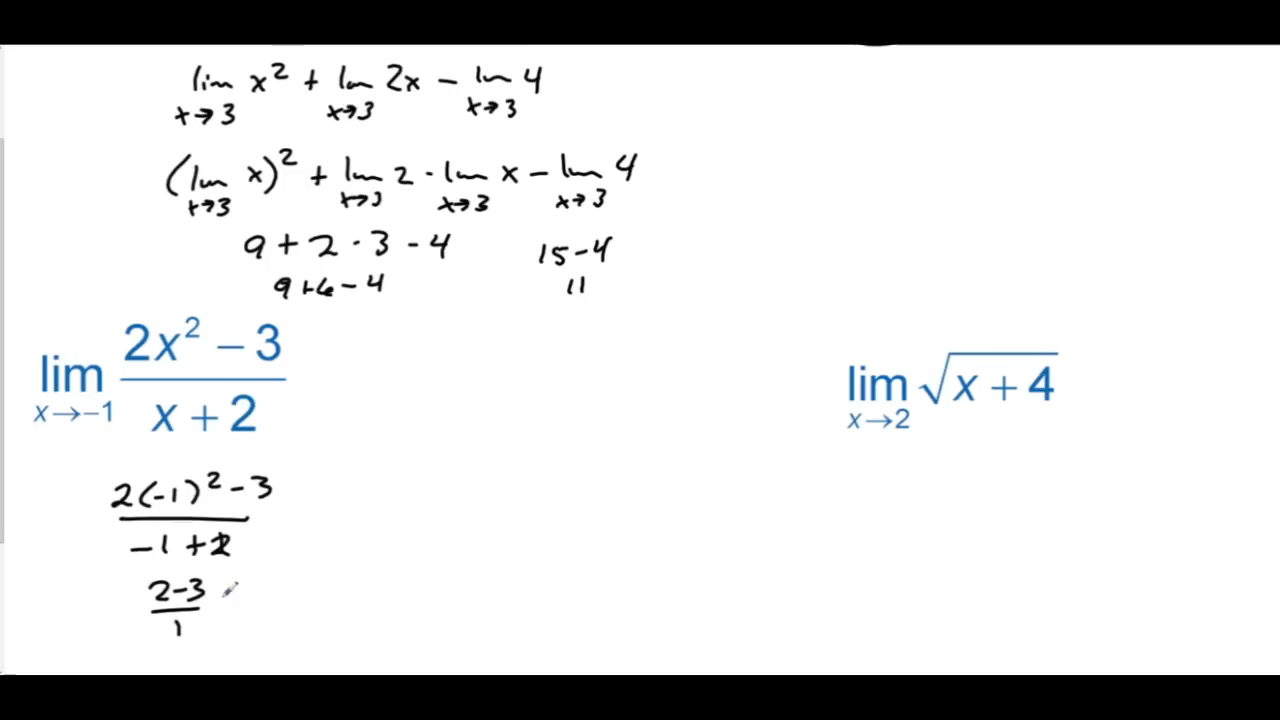 lim x→3 x² + lim x→3 2x − lim x→3 4
(lim x→3 x)² + lim x→3 2 · lim x→3 x − lim x→3 4
9 + 2 · 3 - 4
15 - 4
9 + 6 - 4
11
lim x→−1 (2x² − 3)/(x + 2)
lim x→2 √(x + 4)
2(-1)² - 3
-1 + 2
2-3
1